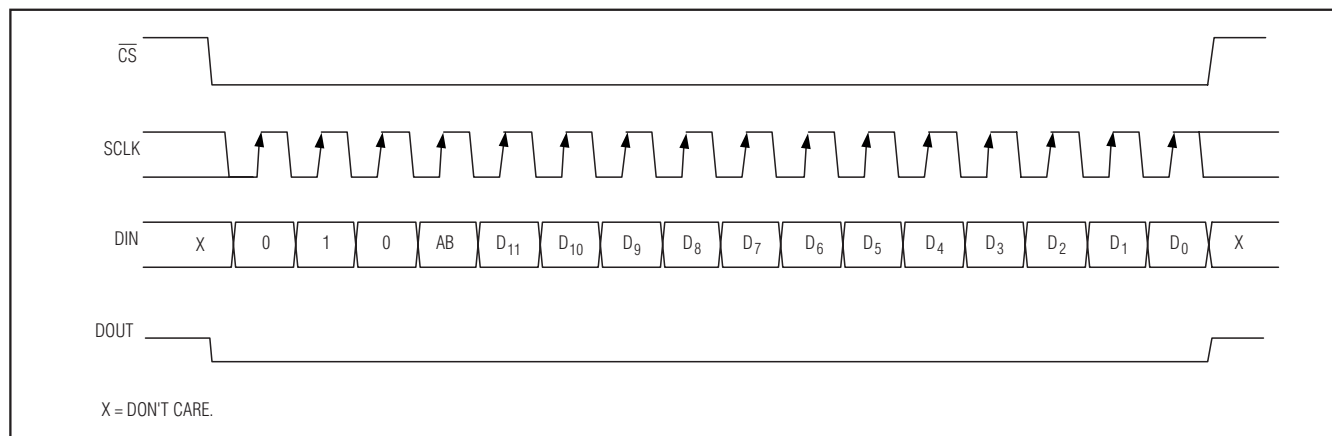 C̅S̅
SCLK
DIN X 0 1 0 AB D₁₁ D₁₀ D₉ D₈ D₇ D₆ D₅ D₄ D₃ D₂ D₁ D₀ X
DOUT
X = DON'T CARE.